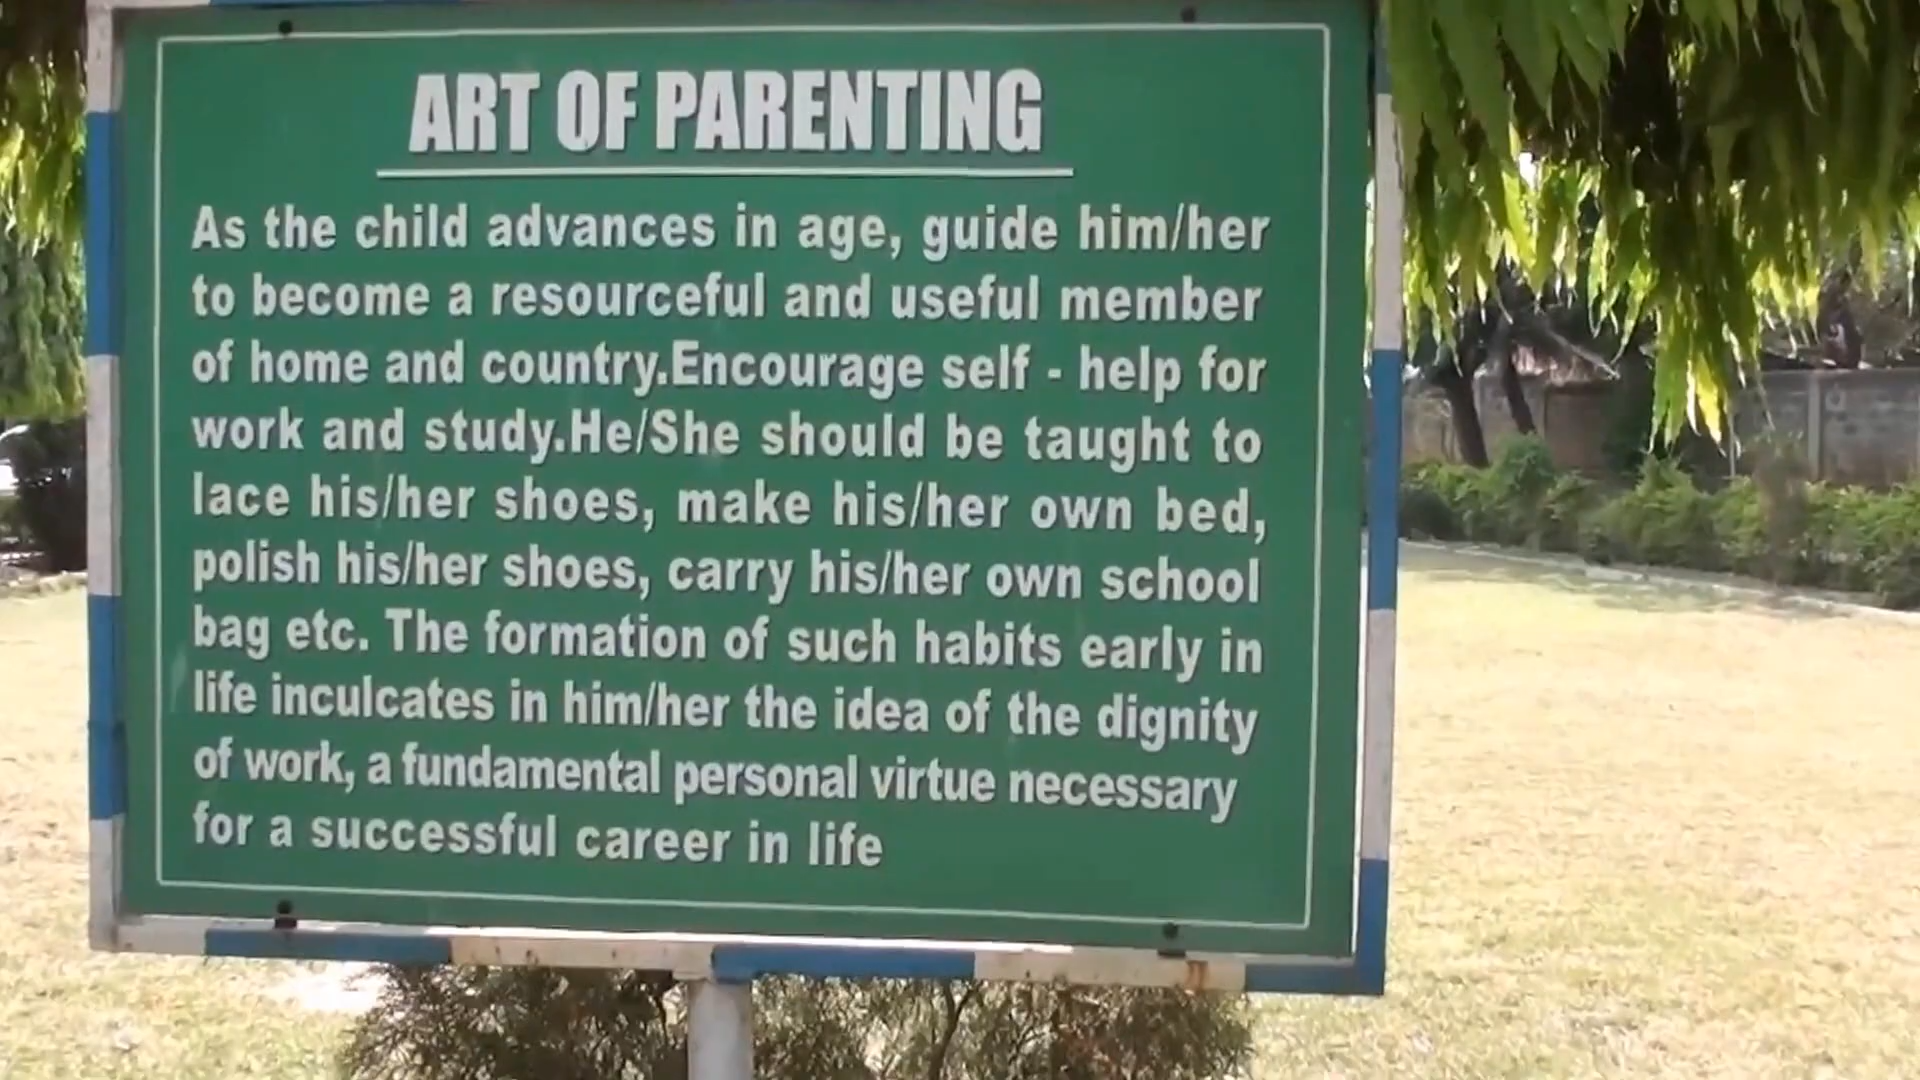 ART OF PARENTING
As the child advances in age, guide him/her
to become a resourceful and useful member
of home and country.Encourage self - help for
work and study.He/She should be taught to
lace his/her shoes, make his/her own bed,
polish his/her shoes, carry his/her own school
bag etc. The formation of such habits early in
life inculcates in him/her the idea of the dignity
of work, a fundamental personal virtue necessary
for a successful career in life